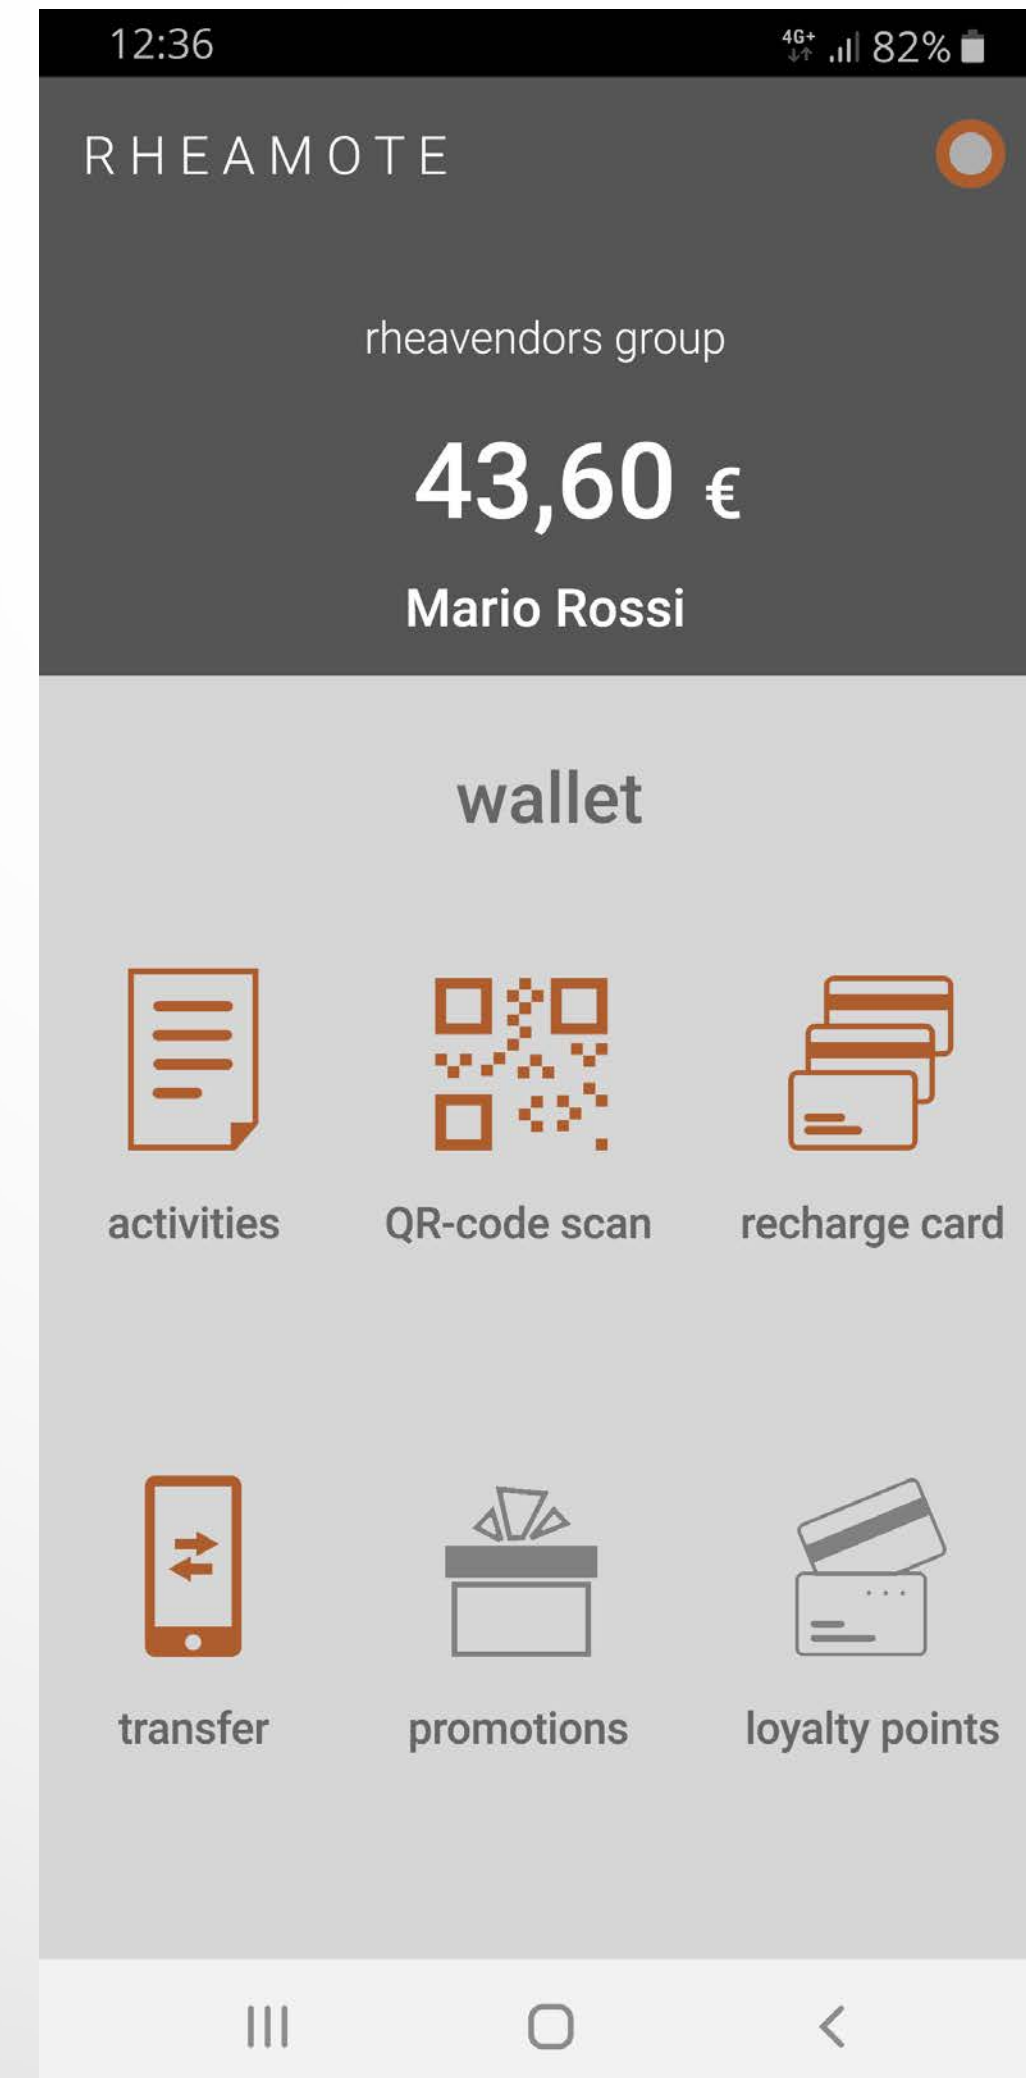 12:36 4G+ 82%
RHEAMOTE
rheavendors group
43,60 €
Mario Rossi
wallet
activities QR-code scan recharge card
transfer promotions loyalty points